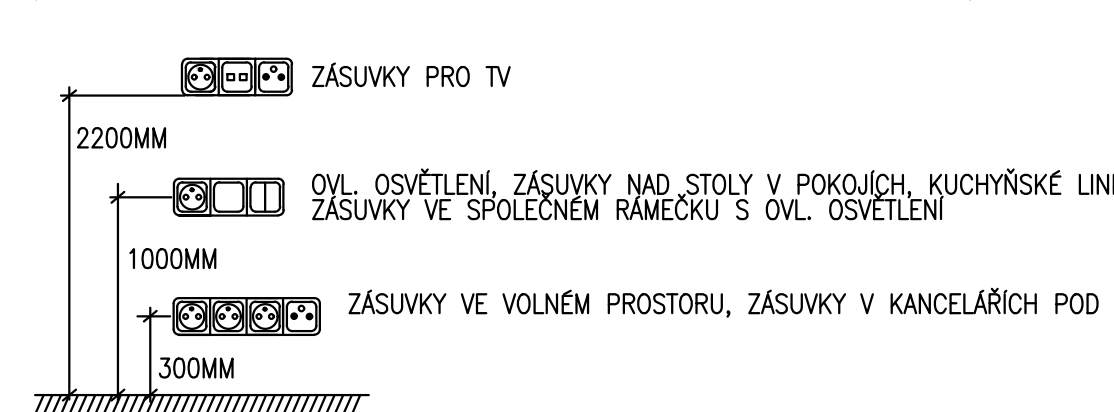 ZÁSUVKY PRO TV
2200MM
OVL. OSVĚTLENÍ, ZÁSUVKY NAD STOLY V POKOJÍCH, KUCHYŇSKÉ
ZÁSUVKY VE SPOLEČNÉM RÁMEČKU S OVL. OSVĚTLENÍ
1000MM
ZÁSUVKY VE VOLNÉM PROSTORU, ZÁSUVKY V KANCELÁŘÍCH POD
300MM